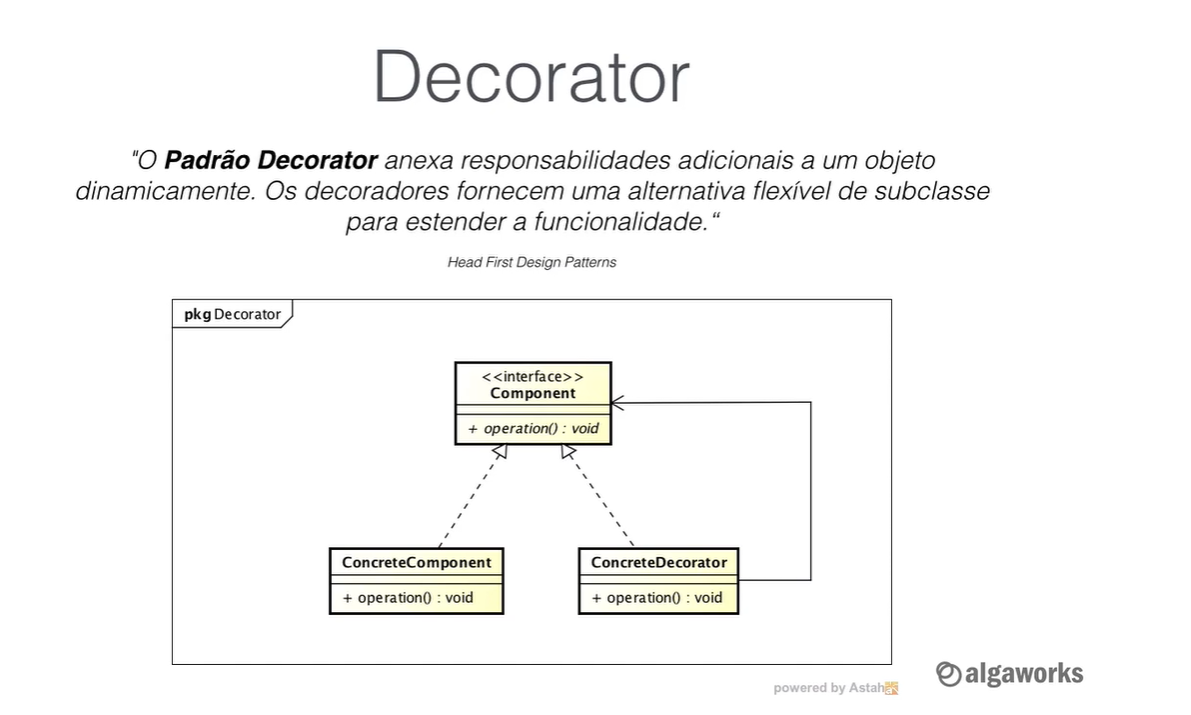 Decorator
"O Padrão Decorator anexa responsabilidades adicionais a um objeto
dinamicamente. Os decoradores fornecem uma alternativa flexível de subclasse
para estender a funcionalidade.“
Head First Design Patterns
pkg Decorator
<<interface>>
Component
+ operation() : void
ConcreteComponent
+ operation() : void
ConcreteDecorator
+ operation() : void
powered by Astah
algaworks